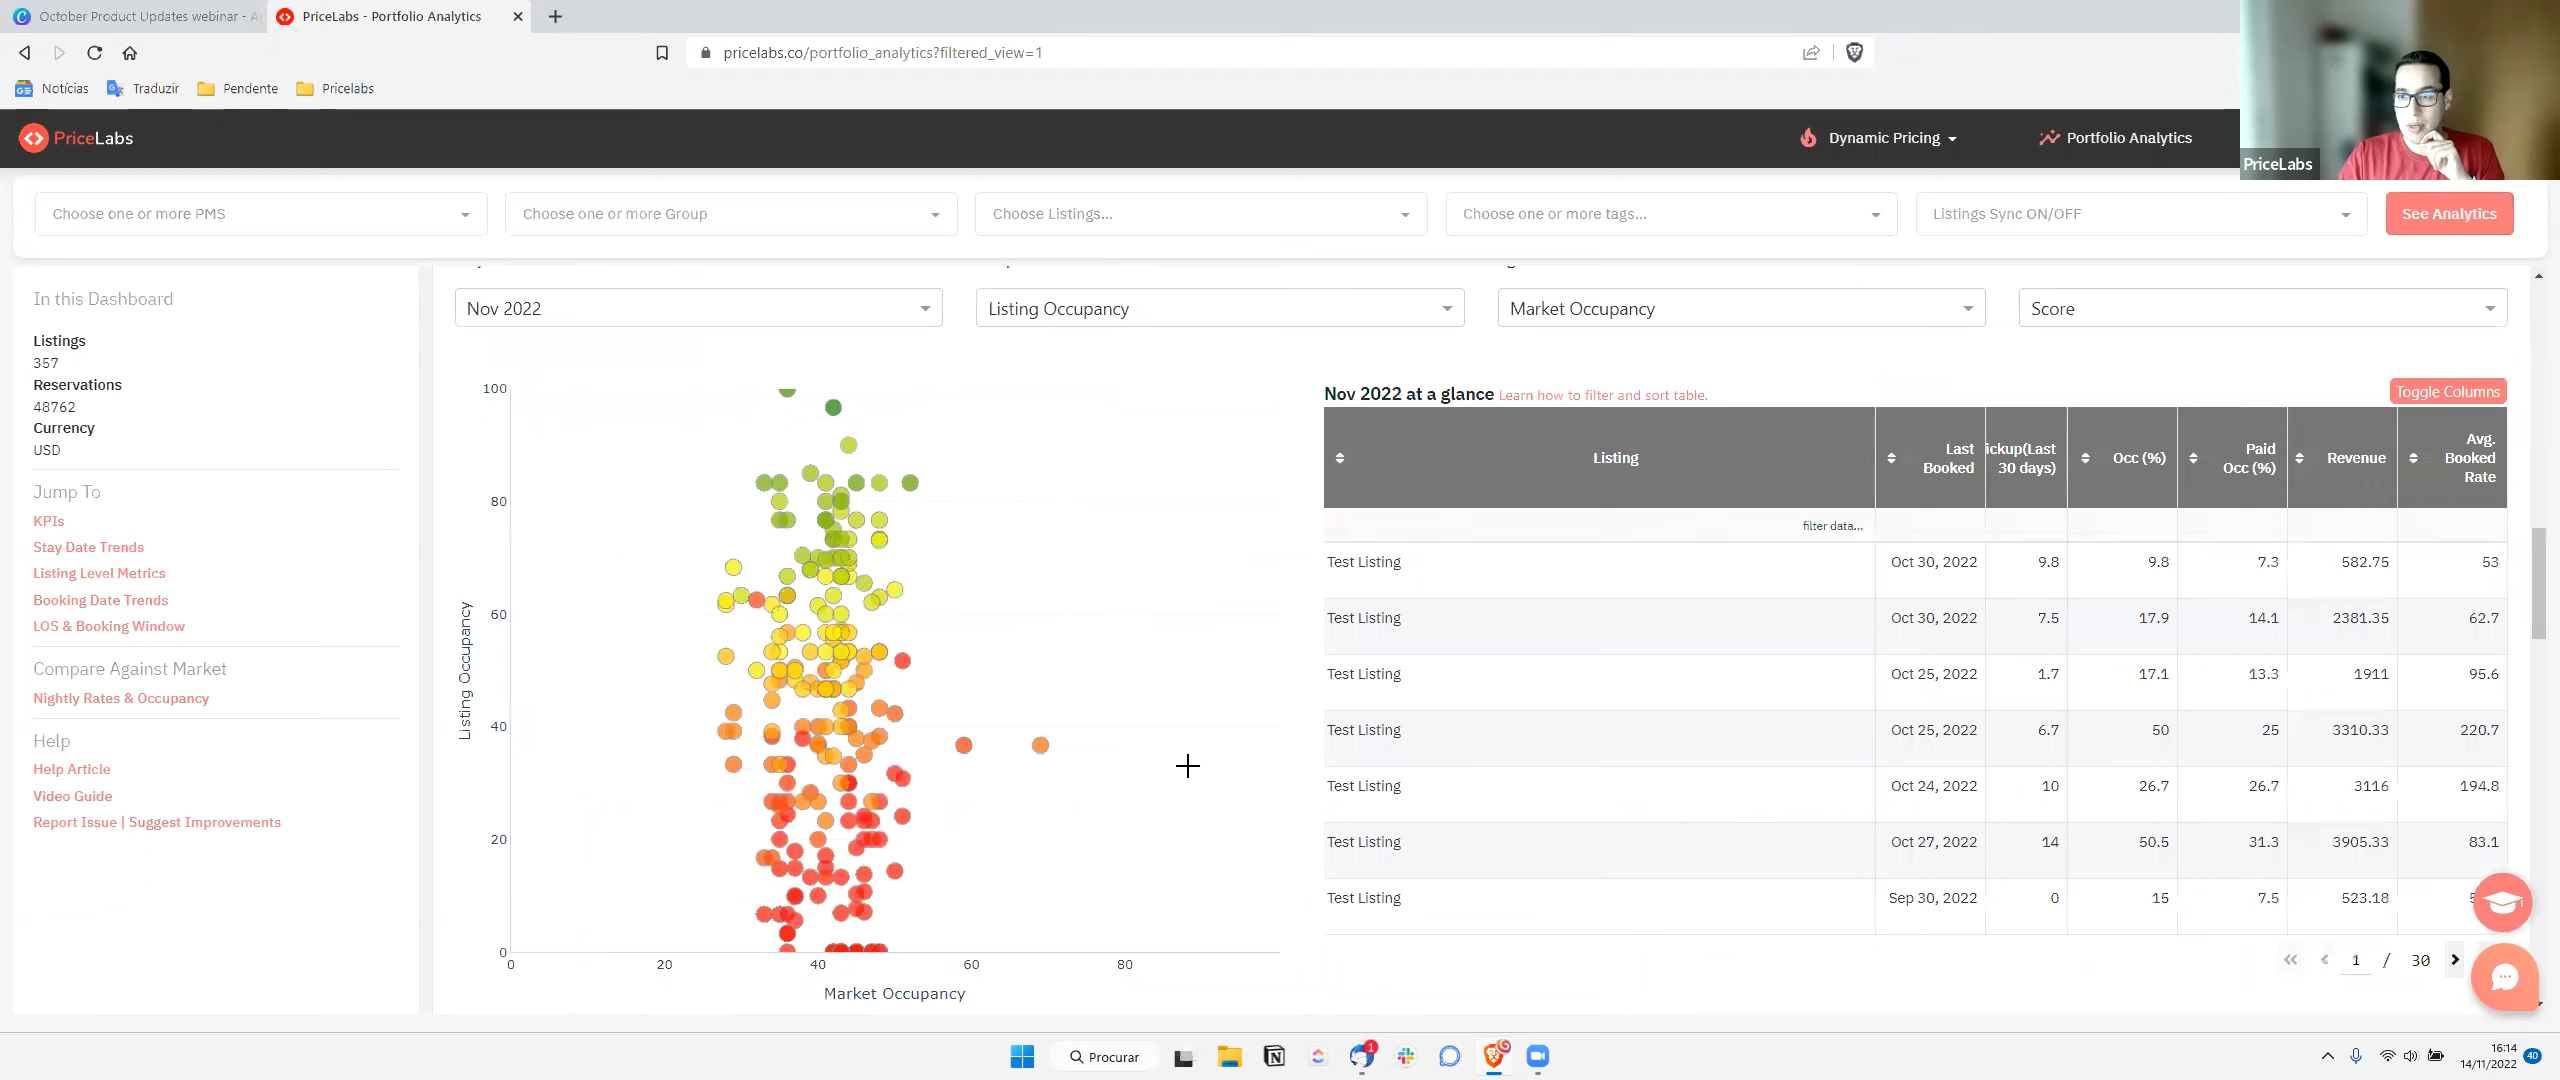 October Product Updates webinar - A
PriceLabs - Portfolio Analytics
pricelabs.co/portfolio_analytics?filtered_view=1
Notícias
Traduzir
Pendente
Pricelabs
PriceLabs
Dynamic Pricing
Portfolio Analytics
PriceLabs
Choose one or more PMS
Choose one or more Group
Choose Listings...
Choose one or more tags...
Listings Sync ON/OFF
See Analytics
In this Dashboard
Listings
357
Reservations
48762
Currency
USD
Jump To
KPIs
Stay Date Trends
Listing Level Metrics
Booking Date Trends
LOS & Booking Window
Compare Against Market
Nightly Rates & Occupancy
Help
Help Article
Video Guide
Report Issue | Suggest Improvements
Nov 2022
Listing Occupancy
Market Occupancy
Score
100
80
60
40
20
0
Listing Occupancy
0 20 40 60 80
Market Occupancy
Nov 2022 at a glance Learn how to filter and sort table.
Toggle Columns
Listing
Last Booked
ickup(Last 30 days)
Occ (%)
Paid Occ (%)
Revenue
Avg. Booked Rate
filter data...
Test Listing Oct 30, 2022 9.8 9.8 7.3 582.75 53
Test Listing Oct 30, 2022 7.5 17.9 14.1 2381.35 62.7
Test Listing Oct 25, 2022 1.7 17.1 13.3 1911 95.6
Test Listing Oct 25, 2022 6.7 50 25 3310.33 220.7
Test Listing Oct 24, 2022 10 26.7 26.7 3116 194.8
Test Listing Oct 27, 2022 14 50.5 31.3 3905.33 83.1
Test Listing Sep 30, 2022 0 15 7.5 523.18
1 / 30
Procurar
1
16:14
14/11/2022
40